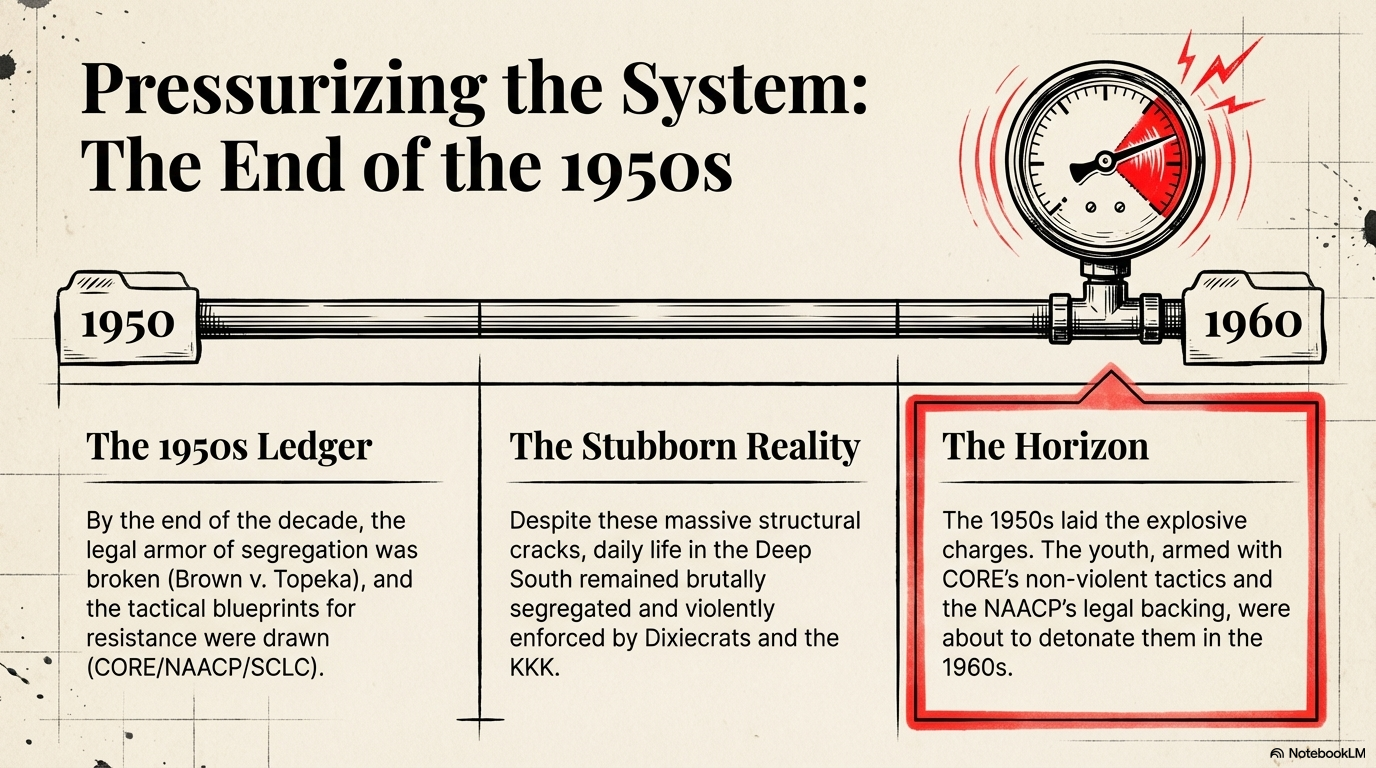 Pressurizing the System:
The End of the 1950s
1950
1960
The 1950s Ledger
By the end of the decade, the
legal armor of segregation was
broken (Brown v. Topeka), and
the tactical blueprints for
resistance were drawn
(CORE/NAACP/SCLC).
The Stubborn Reality
Despite these massive structural
cracks, daily life in the Deep
South remained brutally
segregated and violently
enforced by Dixiecrats and the
KKK.
The Horizon
The 1950s laid the explosive
charges. The youth, armed with
CORE’s non-violent tactics and
the NAACP’s legal backing, were
about to detonate them in the
1960s.
NotebookLM